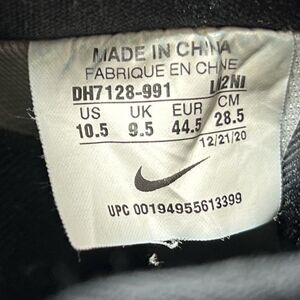 MADE IN CHINA
FABRIQUE EN CHINE
DH7128-991
US UK EUR CM
10.5 9.5 44.5 28.5
12/21/20
UPC 00194955613399